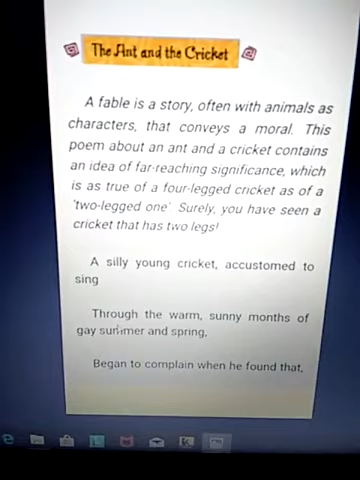 The Ant and the Cricket
A fable is a story, often with animals as
characters, that conveys a moral. This
poem about an ant and a cricket contains
an idea of far-reaching significance, which
is as true of a four-legged cricket as of a
'two-legged one' Surely, you have seen a
cricket that has two legs!
A silly young cricket, accustomed to
sing
Through the warm, sunny months of
gay summer and spring,
Began to complain when he found that,